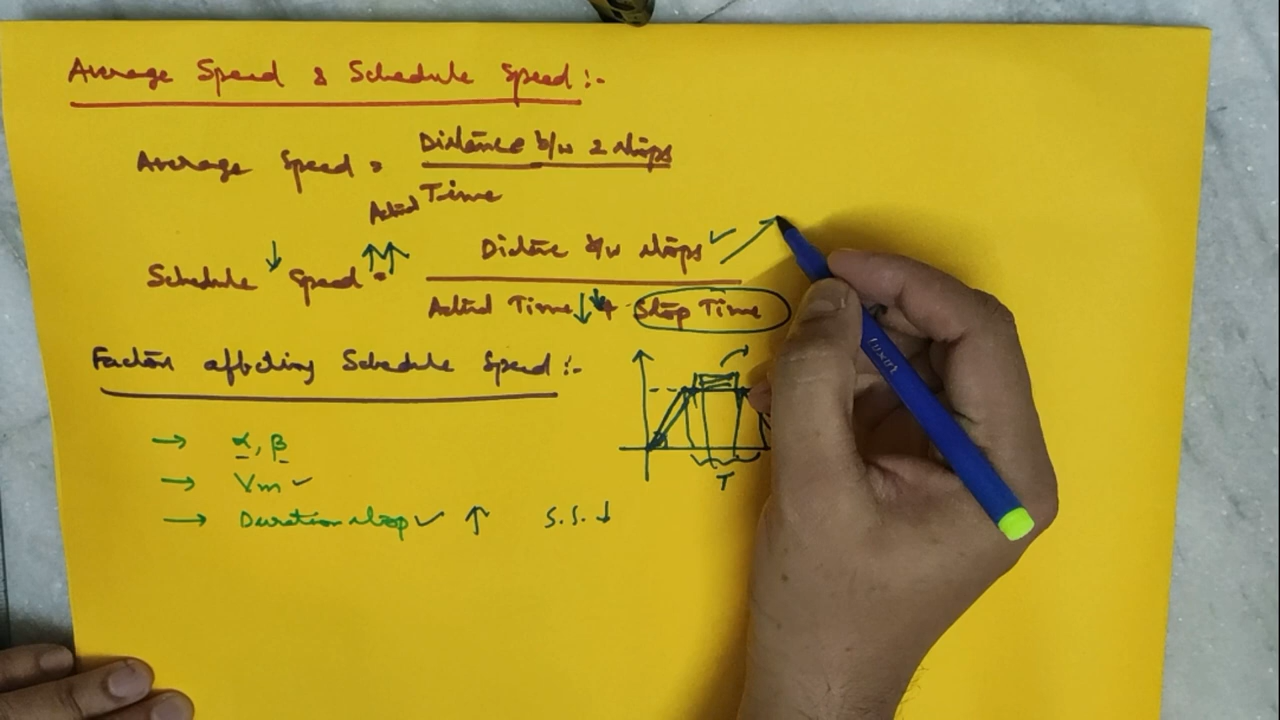 Average Speed & Schedule Speed :-
Average Speed = Distance b/w 2 stops
Actual Time
Schedule ↓ Speed ↑↑ = Distance b/w stops ✓
Actual Time ↓ + Stop Time
Factors affecting Schedule Speed :-
→ α, β
→ Vm ✓
→ Duration stop ✓ ↑ S.S. ↓
T
luxor